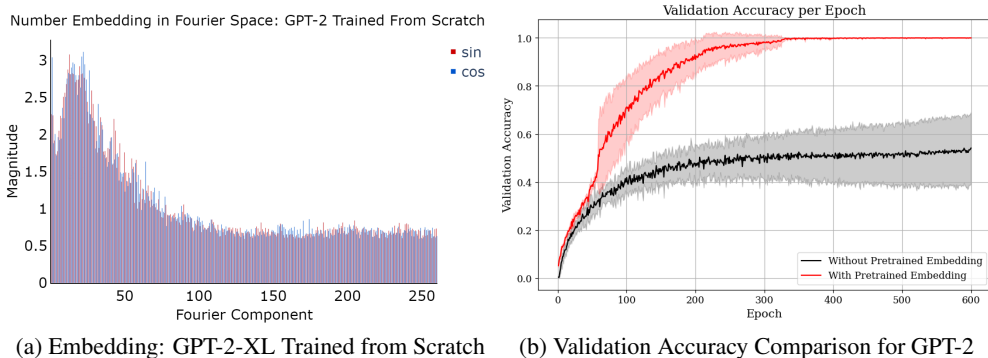 Number Embedding in Fourier Space: GPT-2 Trained From Scratch
sin
cos
3
2.5
2
1.5
1
0.5
0
Magnitude
50
100
150
200
250
Fourier Component
(a) Embedding: GPT-2-XL Trained from Scratch
Validation Accuracy per Epoch
1.0
0.8
0.6
0.4
0.2
0.0
Validation Accuracy
Without Pretrained Embedding
With Pretrained Embedding
0
100
200
300
400
500
600
Epoch
(b) Validation Accuracy Comparison for GPT-2